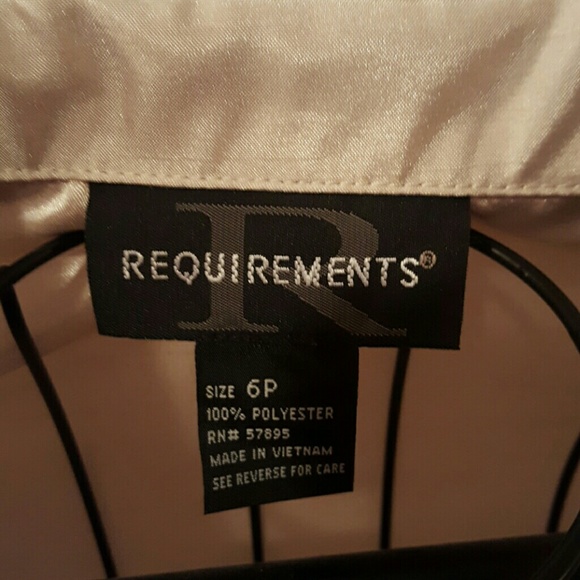 R
REQUIREMENTS®
SIZE 6P
100% POLYESTER
RN# 57895
MADE IN VIETNAM
SEE REVERSE FOR CARE